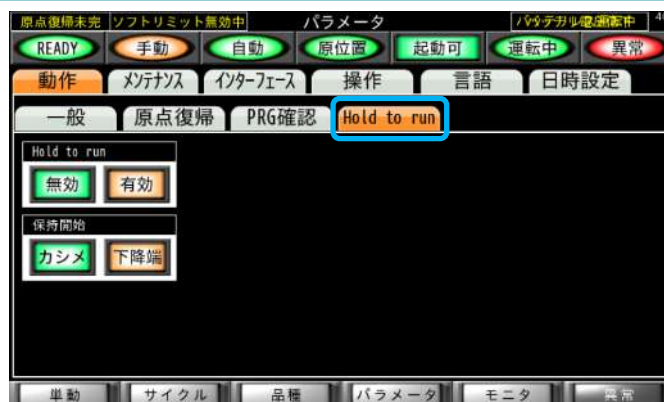 原点復帰未完 ソフトリミット無効中 パラメータ
READY 手動 自動 原位置 起動可 運転中 異常
動作 メンテナンス インターフェース 操作 言語 日時設定
一般 原点復帰 PRG確認 Hold to run
Hold to run
無効 有効
保持開始
カシメ 下降端
単動 サイクル 品種 パラメータ モニタ 異常